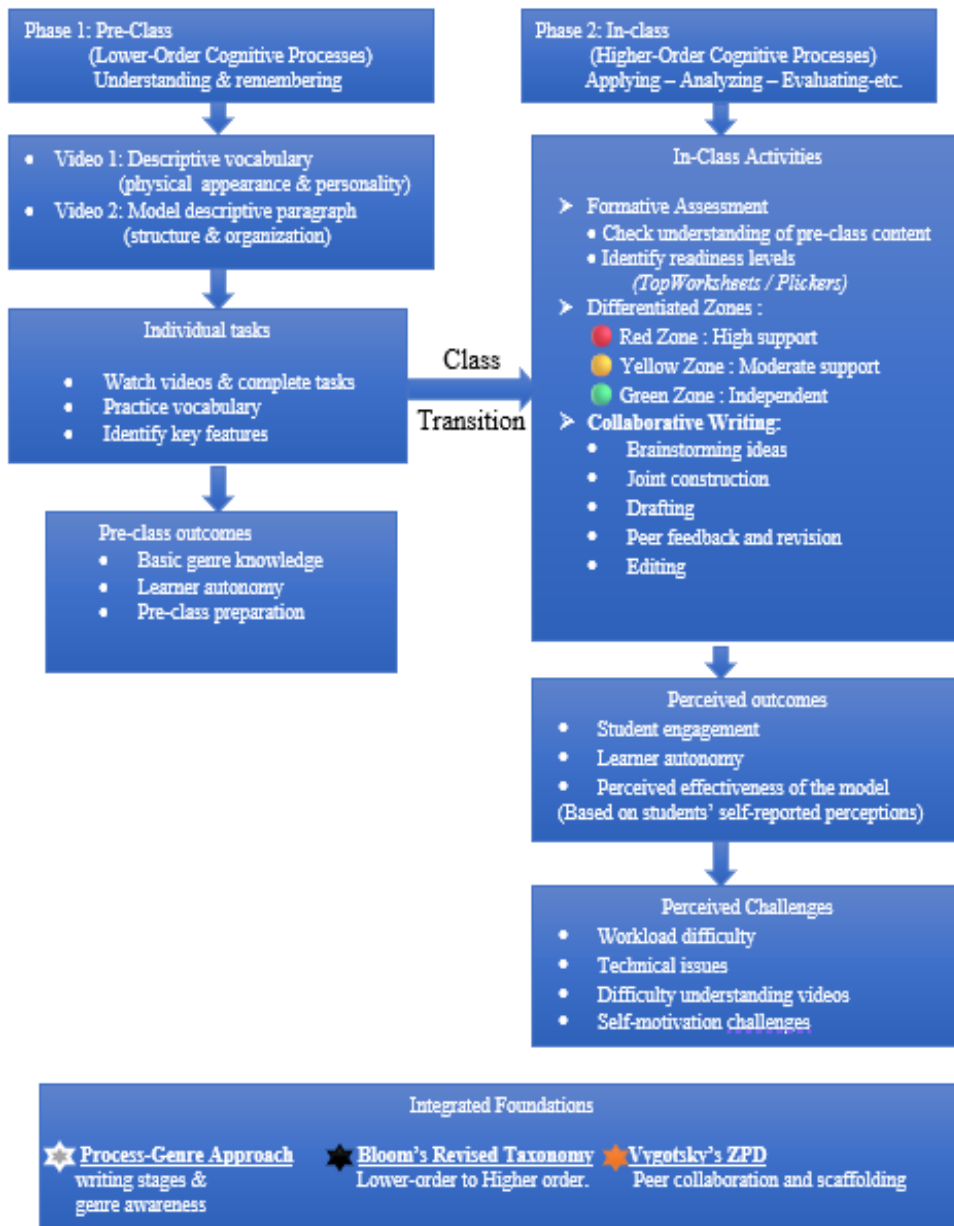 Phase 1: Pre-Class
(Lower-Order Cognitive Processes)
Understanding & remembering
• Video 1: Descriptive vocabulary
(physical appearance & personality)
• Video 2: Model descriptive paragraph
(structure & organization)
Individual tasks
• Watch videos & complete tasks
• Practice vocabulary
• Identify key features
Pre-class outcomes
• Basic genre knowledge
• Learner autonomy
• Pre-class preparation
Class
Transition
Phase 2: In-class
(Higher-Order Cognitive Processes)
Applying – Analyzing – Evaluating-etc.
In-Class Activities
➤ Formative Assessment
• Check understanding of pre-class content
• Identify readiness levels
(TopWorksheets / Plickers)
➤ Differentiated Zones :
Red Zone : High support
Yellow Zone : Moderate support
Green Zone : Independent
➤ Collaborative Writing:
• Brainstorming ideas
• Joint construction
• Drafting
• Peer feedback and revision
• Editing
Perceived outcomes
• Student engagement
• Learner autonomy
• Perceived effectiveness of the model
(Based on students’ self-reported perceptions)
Perceived Challenges
• Workload difficulty
• Technical issues
• Difficulty understanding videos
• Self-motivation challenges
Integrated Foundations
Process-Genre Approach
writing stages &
genre awareness
Bloom’s Revised Taxonomy
Lower-order to Higher order.
Vygotsky’s ZPD
Peer collaboration and scaffolding